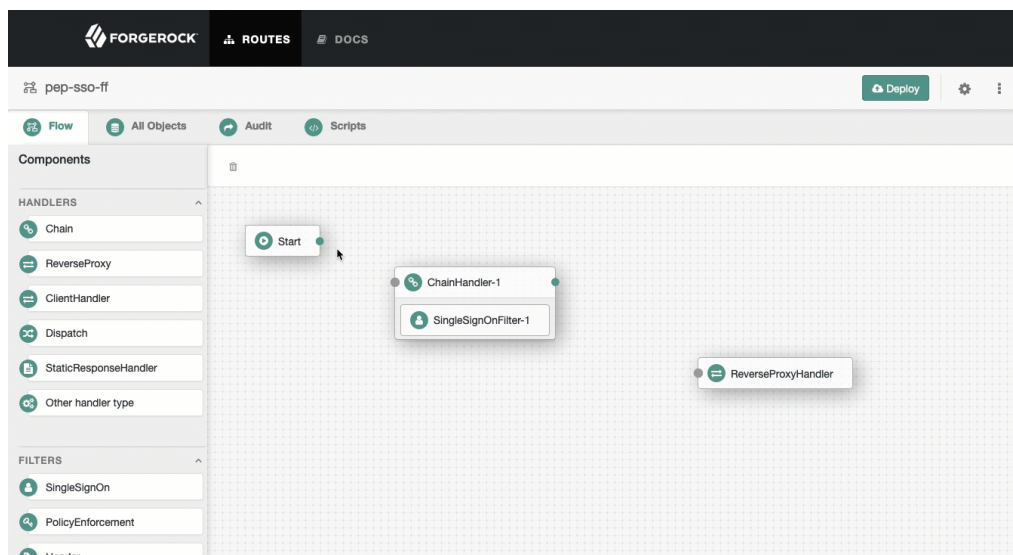 FORGEROCK
ROUTES
DOCS
pep-sso-ff
Deploy
Flow
All Objects
Audit
Scripts
Components
HANDLERS
Chain
Start
ReverseProxy
ChainHandler-1
ClientHandler
SingleSignOnFilter-1
Dispatch
StaticResponseHandler
ReverseProxyHandler
Other handler type
FILTERS
SingleSignOn
PolicyEnforcement